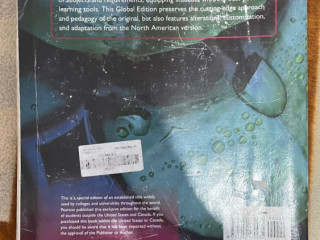 learning tools. This Global Edition preserves the cutting-edge approach
and pedagogy of the original, but also features alterations, customization,
and adaptation from the North American version.
This is a special edition of an established title widely
used by colleges and universities throughout the world.
Pearson published this exclusive edition for the benefit
of students outside the United States and Canada. If you
purchased this book within the United States or Canada,
you should be aware that it has been imported without
the approval of the Publisher or Author.